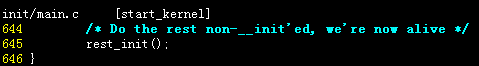 init/main.c     [start_kernel]
644         /* Do the rest non-__init'ed, we're now alive */
645         rest_init();
646 }